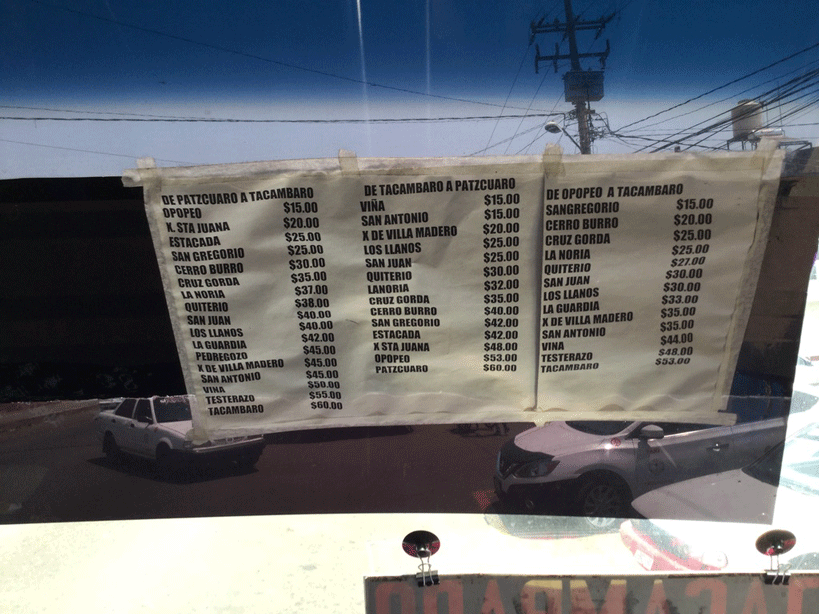 DE PATZCUARO A TACAMBARO
OPOPEO $15.00
X. STA JUANA $20.00
ESTACADA $25.00
SAN GREGORIO $25.00
CERRO BURRO $30.00
CRUZ GORDA $35.00
LA NORIA $37.00
QUITERIO $38.00
SAN JUAN $40.00
LOS LLANOS $40.00
LA GUARDIA $42.00
PEDREGOZO $45.00
X DE VILLA MADERO $45.00
SAN ANTONIO $45.00
VIÑA $50.00
TESTERAZO $55.00
TACAMBARO $60.00
DE TACAMBARO A PATZCUARO
VIÑA $15.00
SAN ANTONIO $15.00
X DE VILLA MADERO $20.00
LOS LLANOS $25.00
SAN JUAN $25.00
QUITERIO $30.00
LANORIA $32.00
CRUZ GORDA $35.00
CERRO BURRO $40.00
SAN GREGORIO $42.00
ESTACADA $42.00
X STA JUANA $48.00
OPOPEO $53.00
PATZCUARO $60.00
DE OPOPEO A TACAMBARO
SANGREGORIO $15.00
CERRO BURRO $20.00
CRUZ GORDA $25.00
LA NORIA $25.00
QUITERIO $27.00
SAN JUAN $30.00
LOS LLANOS $30.00
LA GUARDIA $33.00
X DE VILLA MADERO $35.00
SAN ANTONIO $35.00
VINA $44.00
TESTERAZO $48.00
TACAMBARO $53.00